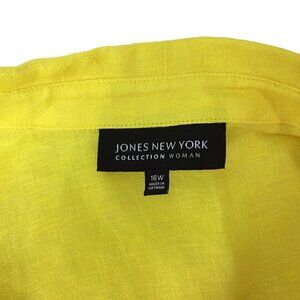 JONES NEW YORK
COLLECTION WOMAN
16W
MADE IN
VIETNAM